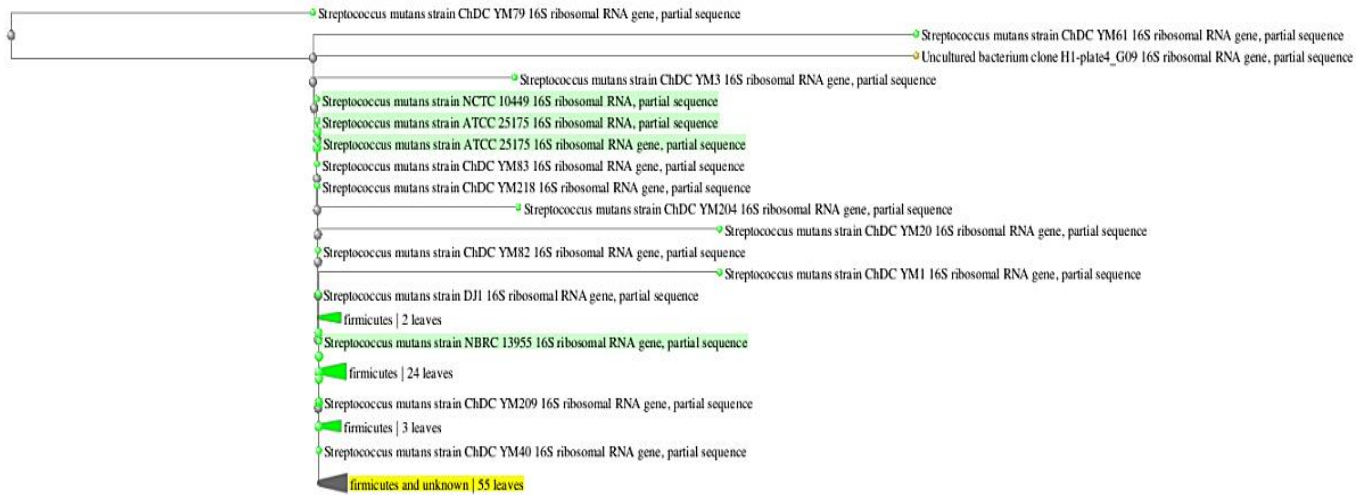 Streptococcus mutans strain ChDC YM79 16S ribosomal RNA gene, partial sequence
Streptococcus mutans strain ChDC YM61 16S ribosomal RNA gene, partial sequence
Uncultured bacterium clone H1-plate4_G09 16S ribosomal RNA gene, partial sequence
Streptococcus mutans strain ChDC YM3 16S ribosomal RNA gene, partial sequence
Streptococcus mutans strain NCTC 10449 16S ribosomal RNA, partial sequence
Streptococcus mutans strain ATCC 25175 16S ribosomal RNA, partial sequence
Streptococcus mutans strain ATCC 25175 16S ribosomal RNA gene, partial sequence
Streptococcus mutans strain ChDC YM83 16S ribosomal RNA gene, partial sequence
Streptococcus mutans strain ChDC YM218 16S ribosomal RNA gene, partial sequence
Streptococcus mutans strain ChDC YM204 16S ribosomal RNA gene, partial sequence
Streptococcus mutans strain ChDC YM20 16S ribosomal RNA gene, partial sequence
Streptococcus mutans strain ChDC YM82 16S ribosomal RNA gene, partial sequence
Streptococcus mutans strain ChDC YM1 16S ribosomal RNA gene, partial sequence
Streptococcus mutans strain DJ1 16S ribosomal RNA gene, partial sequence
firmicutes | 2 leaves
Streptococcus mutans strain NBRC 13955 16S ribosomal RNA gene, partial sequence
firmicutes | 24 leaves
Streptococcus mutans strain ChDC YM209 16S ribosomal RNA gene, partial sequence
firmicutes | 3 leaves
Streptococcus mutans strain ChDC YM40 16S ribosomal RNA gene, partial sequence
firmicutes and unknown | 55 leaves